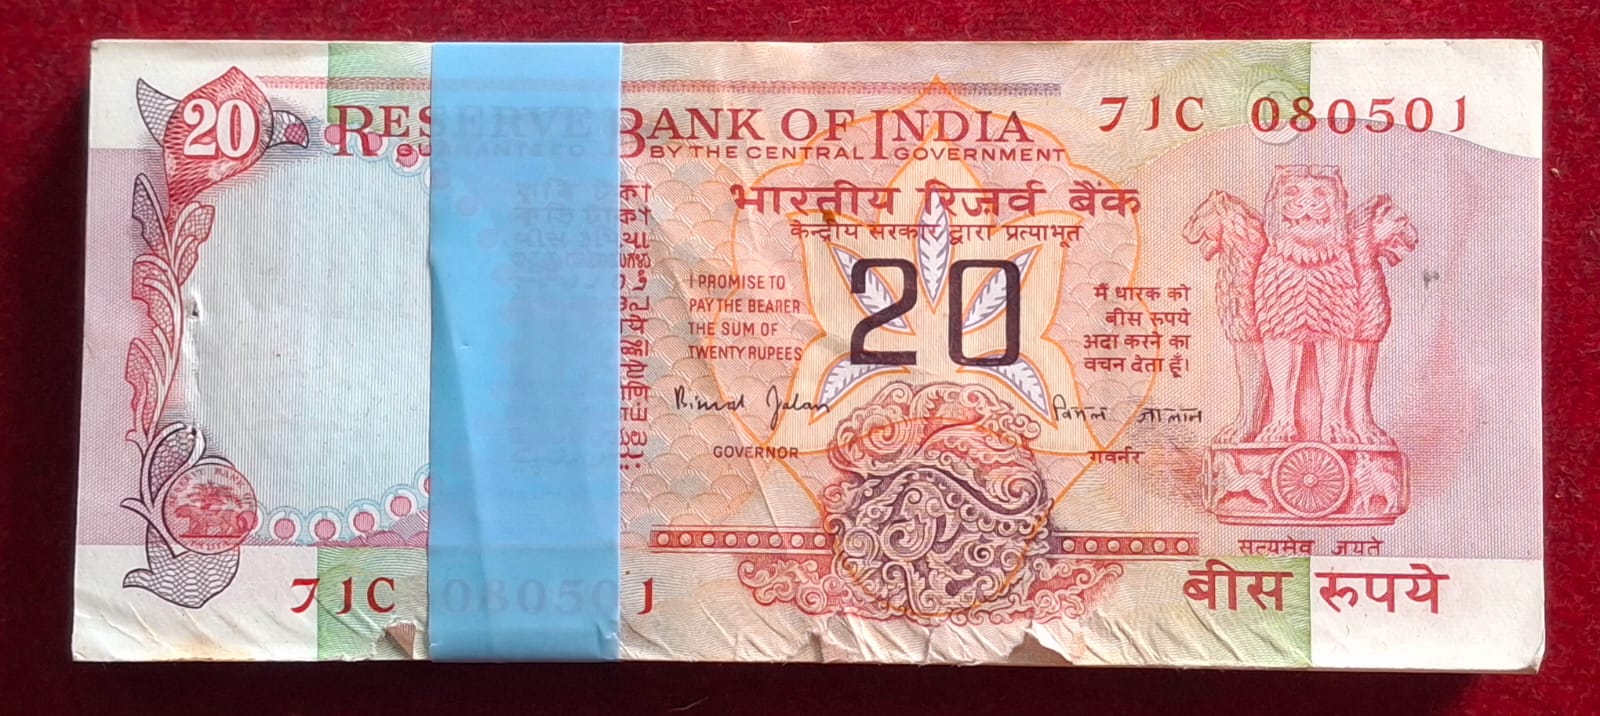 20
RESERVE BANK OF INDIA
GUARANTEED BY THE CENTRAL GOVERNMENT
71C 080501
भारतीय रिज़र्व बैंक
केन्द्रीय सरकार द्वारा प्रत्याभूत
I PROMISE TO
PAY THE BEARER
THE SUM OF
TWENTY RUPEES
20
मैं धारक को
बीस रुपये
अदा करने का
वचन देता हूँ।
Bimal Jalan
विमल जालान
GOVERNOR
गवर्नर
सत्यमेव जयते
71C 080501
बीस रुपये